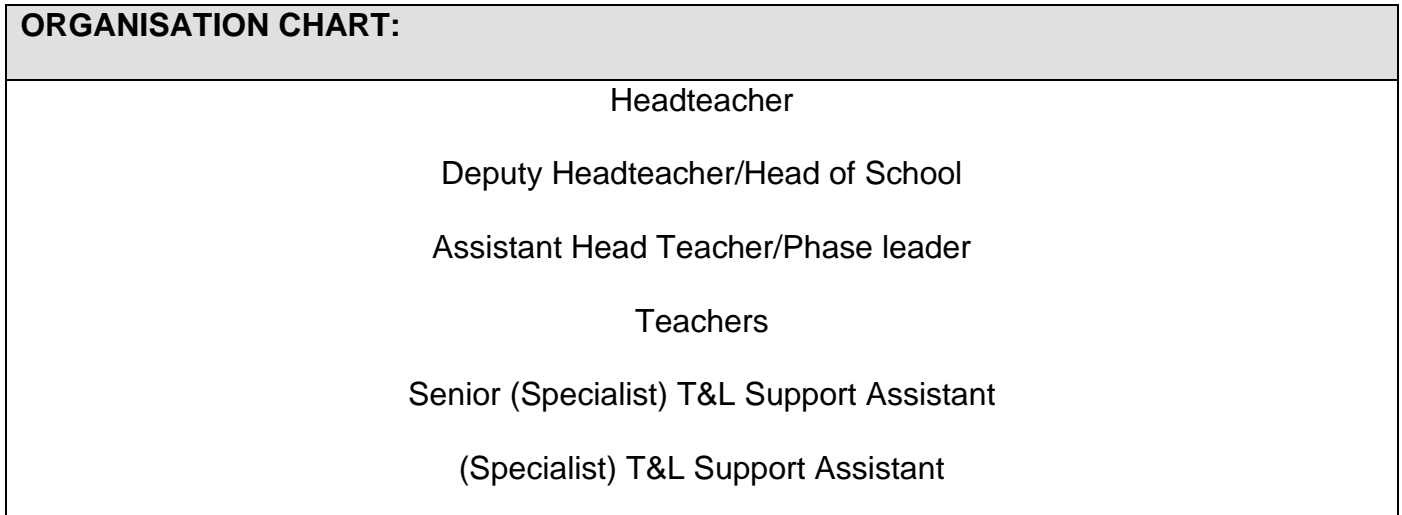 ORGANISATION CHART:
Headteacher
Deputy Headteacher/Head of School
Assistant Head Teacher/Phase leader
Teachers
Senior (Specialist) T&L Support Assistant
(Specialist) T&L Support Assistant